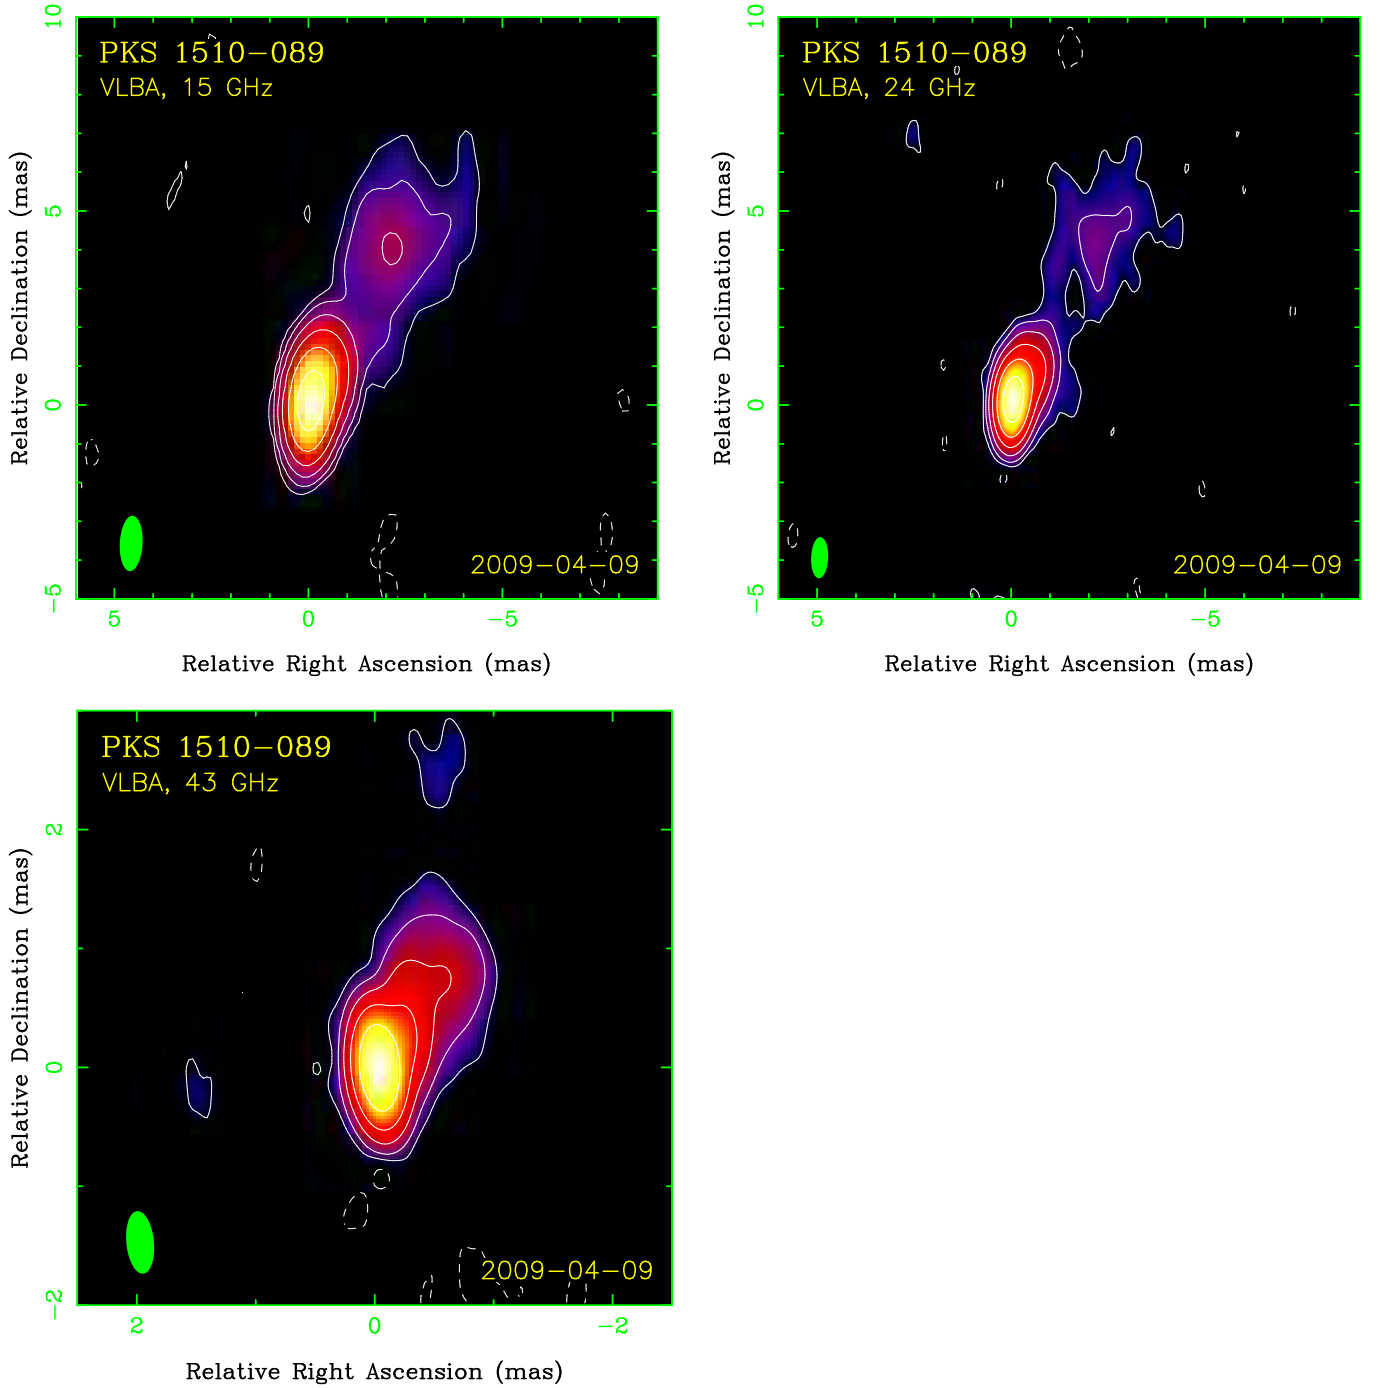 PKS 1510−089
VLBA, 15 GHz
2009−04−09
10
5
0
−5
5
0
−5
Relative Declination (mas)
Relative Right Ascension (mas)
PKS 1510−089
VLBA, 24 GHz
2009−04−09
10
5
0
−5
5
0
−5
Relative Declination (mas)
Relative Right Ascension (mas)
PKS 1510−089
VLBA, 43 GHz
2009−04−09
2
0
−2
2
0
−2
Relative Declination (mas)
Relative Right Ascension (mas)